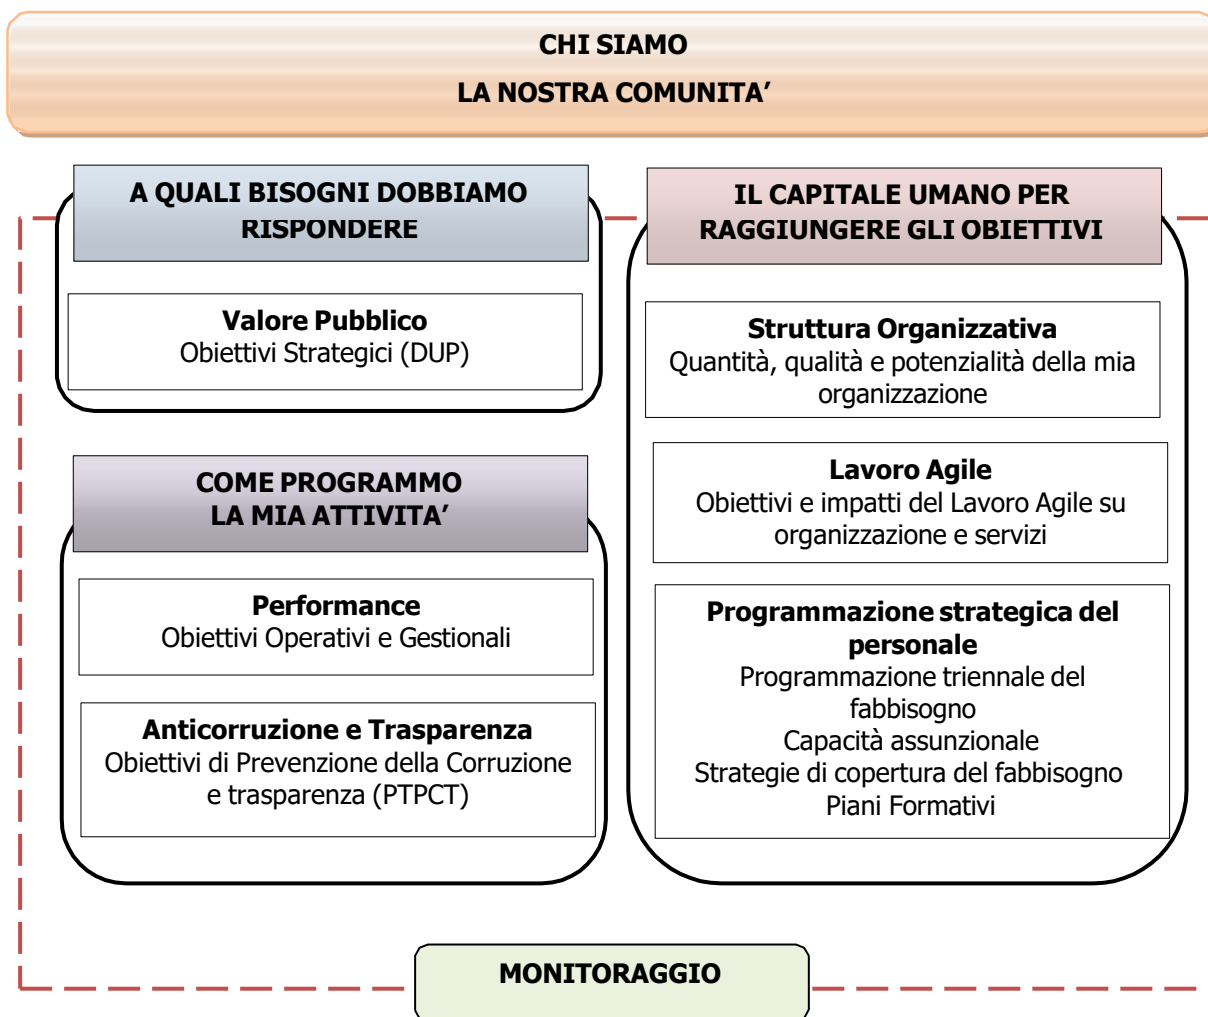 CHI SIAMO
LA NOSTRA COMUNITA’
A QUALI BISOGNI DOBBIAMO
RISPONDERE
Valore Pubblico
Obiettivi Strategici (DUP)
COME PROGRAMMO
LA MIA ATTIVITA’
Performance
Obiettivi Operativi e Gestionali
Anticorruzione e Trasparenza
Obiettivi di Prevenzione della Corruzione
e trasparenza (PTPCT)
IL CAPITALE UMANO PER
RAGGIUNGERE GLI OBIETTIVI
Struttura Organizzativa
Quantità, qualità e potenzialità della mia
organizzazione
Lavoro Agile
Obiettivi e impatti del Lavoro Agile su
organizzazione e servizi
Programmazione strategica del
personale
Programmazione triennale del
fabbisogno
Capacità assunzionale
Strategie di copertura del fabbisogno
Piani Formativi
MONITORAGGIO